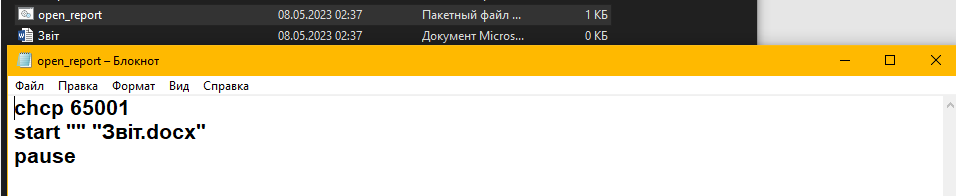 open_report 08.05.2023 02:37 Пакетный файл ... 1 КБ
Звіт 08.05.2023 02:37 Документ Micros... 0 КБ
open_report – Блокнот
Файл Правка Формат Вид Справка
chcp 65001
start "" "Звіт.docx"
pause